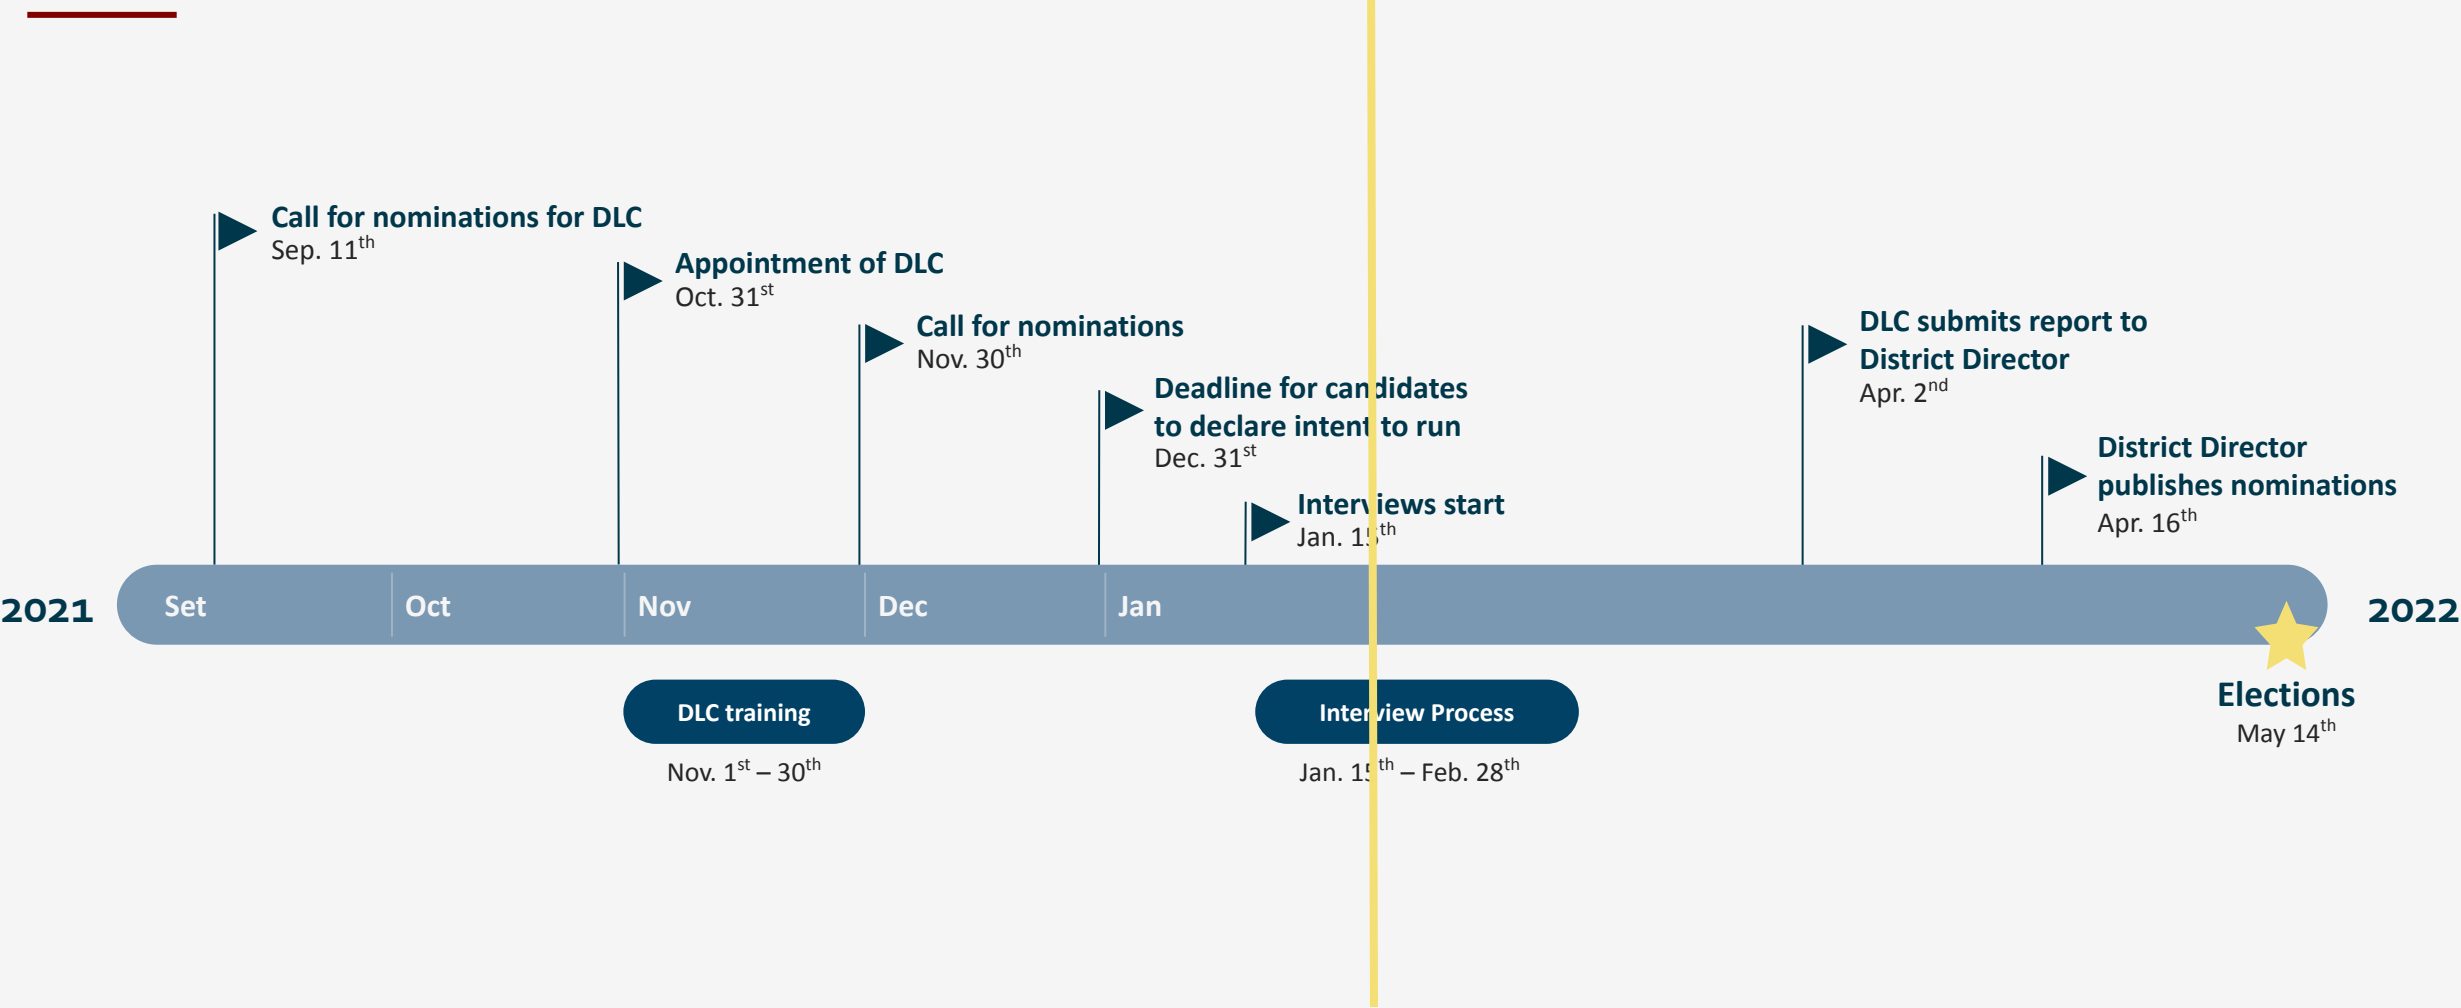 Call for nominations for DLC
Sep. 11th
Appointment of DLC
Oct. 31st
Call for nominations
Nov. 30th
Deadline for candidates
to declare intent to run
Dec. 31st
Interviews start
Jan. 15th
DLC submits report to
District Director
Apr. 2nd
District Director
publishes nominations
Apr. 16th
2021
Set
Oct
Nov
Dec
Jan
2022
DLC training
Nov. 1st – 30th
Interview Process
Jan. 15th – Feb. 28th
Elections
May 14th